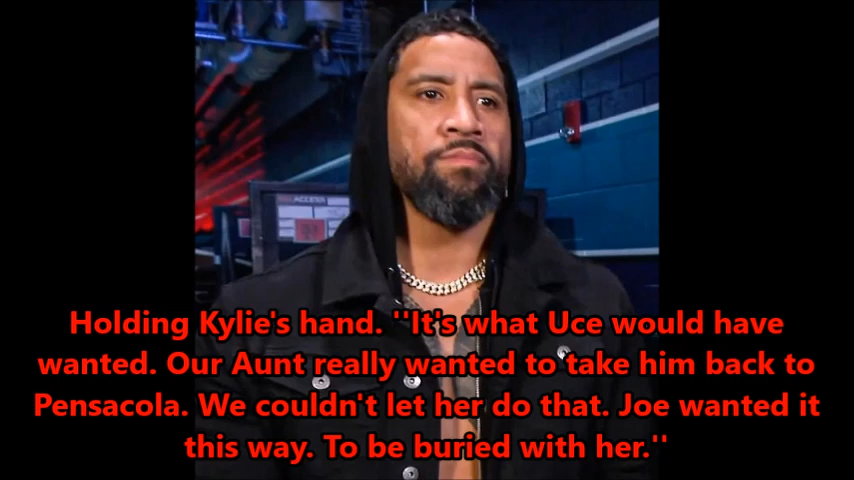 ACCESS
Holding Kylie's hand. ''It's what Uce would have
wanted. Our Aunt really wanted to take him back to
Pensacola. We couldn't let her do that. Joe wanted it
this way. To be buried with her.''